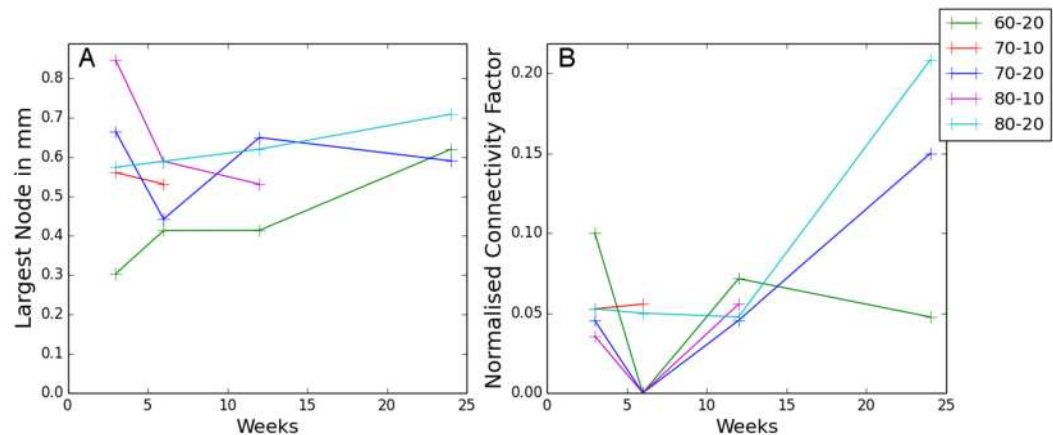 A
Largest Node in mm
0.8
0.7
0.6
0.5
0.4
0.3
0.2
0.1
0.0
0 5 10 15 20 25
Weeks
B
Normalised Connectivity Factor
0.20
0.15
0.10
0.05
0.00
0 5 10 15 20 25
Weeks
60-20
70-10
70-20
80-10
80-20